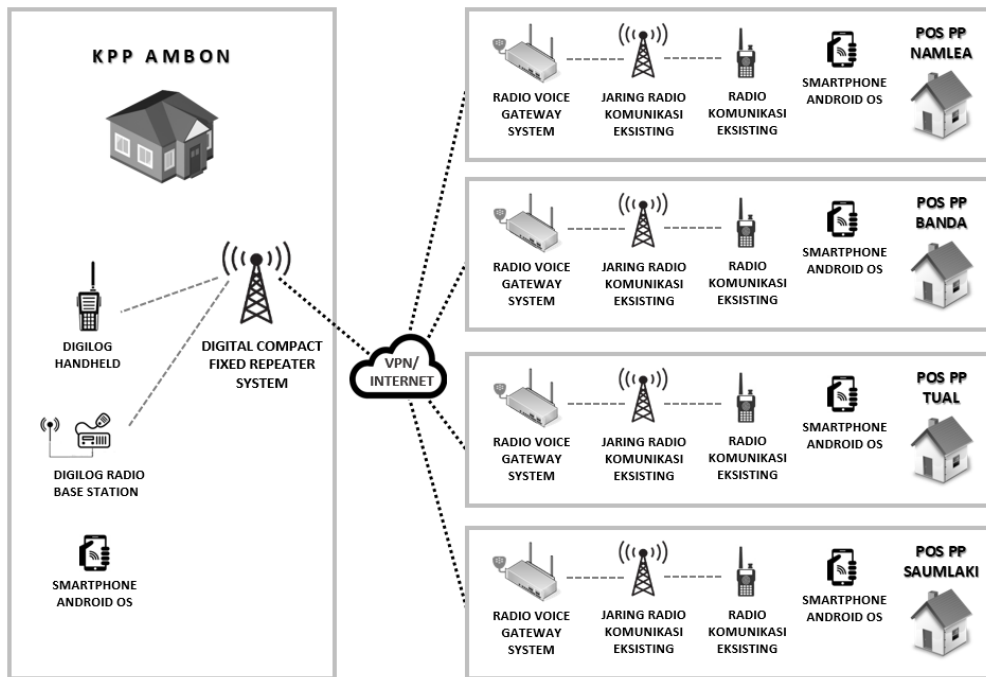 KPP AMBON
DIGILOG
HANDHELD
DIGITAL COMPACT
FIXED REPEATER
SYSTEM
DIGILOG RADIO
BASE STATION
SMARTPHONE
ANDROID OS
VPN/
INTERNET
RADIO VOICE
GATEWAY
SYSTEM
JARING RADIO
KOMUNIKASI
EKSISTING
RADIO
KOMUNIKASI
EKSISTING
SMARTPHONE
ANDROID OS
POS PP
NAMLEA
RADIO VOICE
GATEWAY
SYSTEM
JARING RADIO
KOMUNIKASI
EKSISTING
RADIO
KOMUNIKASI
EKSISTING
SMARTPHONE
ANDROID OS
POS PP
BANDA
RADIO VOICE
GATEWAY
SYSTEM
JARING RADIO
KOMUNIKASI
EKSISTING
RADIO
KOMUNIKASI
EKSISTING
SMARTPHONE
ANDROID OS
POS PP
TUAL
RADIO VOICE
GATEWAY
SYSTEM
JARING RADIO
KOMUNIKASI
EKSISTING
RADIO
KOMUNIKASI
EKSISTING
SMARTPHONE
ANDROID OS
POS PP
SAUMLAKI